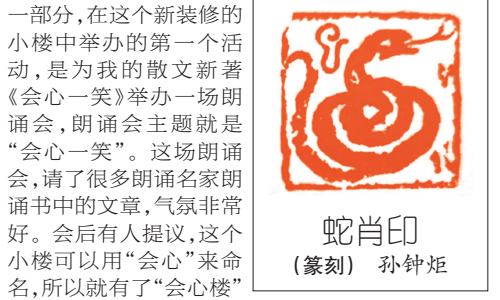 一部分，在这个新装修的
小楼中举办的第一个活
动，是为我的散文新著
《会心一笑》举办一场朗
诵会，朗诵会主题就是
“会心一笑”。这场朗诵
会，请了很多朗诵名家朗
诵书中的文章，气氛非常
好。会后有人提议，这个
小楼可以用“会心”来命
名，所以就有了“会心楼”
蛇肖印
（篆刻） 孙钟炬